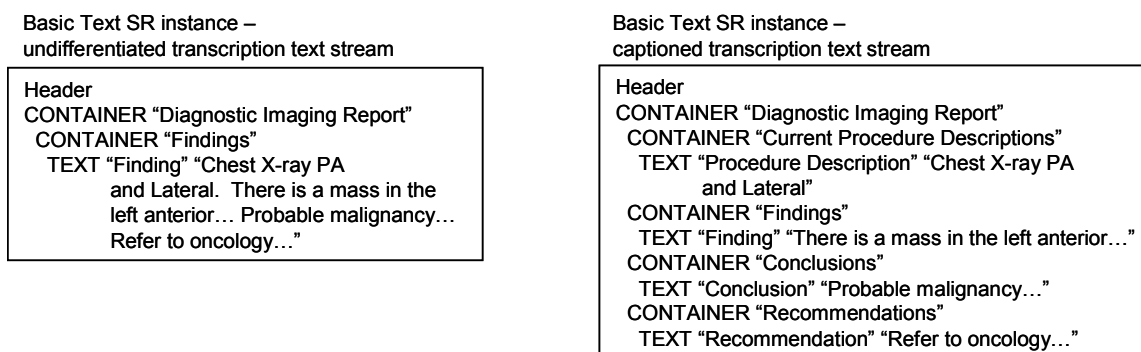 Basic Text SR instance –
undifferentiated transcription text stream
Header
CONTAINER “Diagnostic Imaging Report”
CONTAINER “Findings”
TEXT “Finding” “Chest X-ray PA
and Lateral.  There is a mass in the
left anterior… Probable malignancy…
Refer to oncology…”
Basic Text SR instance –
captioned transcription text stream
Header
CONTAINER “Diagnostic Imaging Report”
CONTAINER “Current Procedure Descriptions”
TEXT “Procedure Description” “Chest X-ray PA
and Lateral”
CONTAINER “Findings”
TEXT “Finding” “There is a mass in the left anterior…”
CONTAINER “Conclusions”
TEXT “Conclusion” “Probable malignancy…”
CONTAINER “Recommendations”
TEXT “Recommendation” “Refer to oncology…”